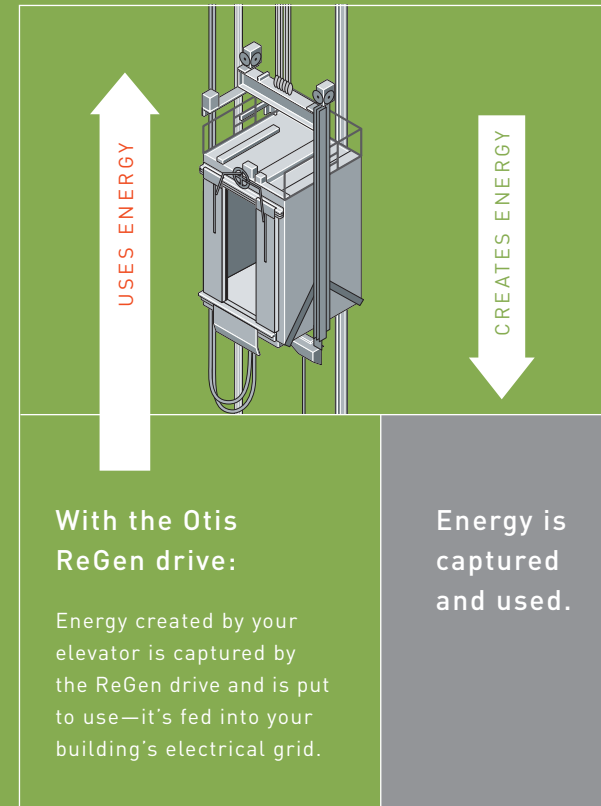 USES ENERGY
CREATES ENERGY
With the Otis
ReGen drive:
Energy created by your
elevator is captured by
the ReGen drive and is put
to use—it’s fed into your
building’s electrical grid.
Energy is
captured
and used.